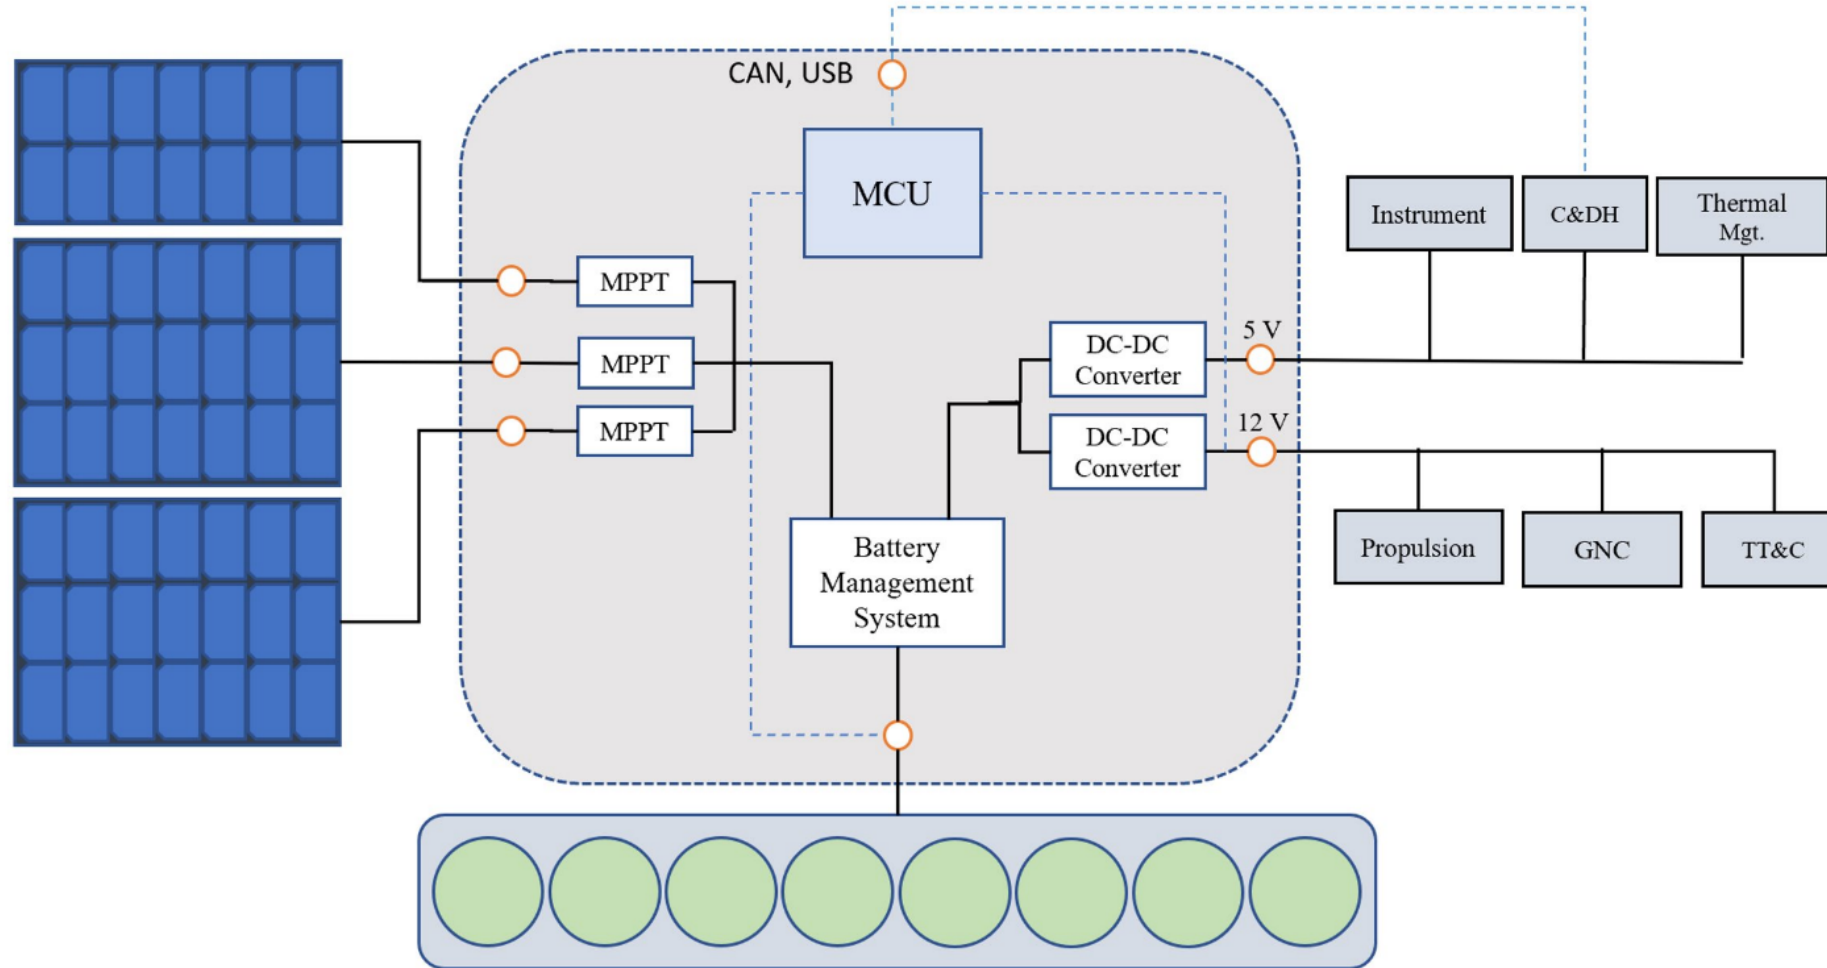 CAN, USB
MCU
Instrument
C&DH
Thermal
Mgt.
MPPT
MPPT
MPPT
DC-DC
Converter
5 V
DC-DC
Converter
12 V
Battery
Management
System
Propulsion
GNC
TT&C